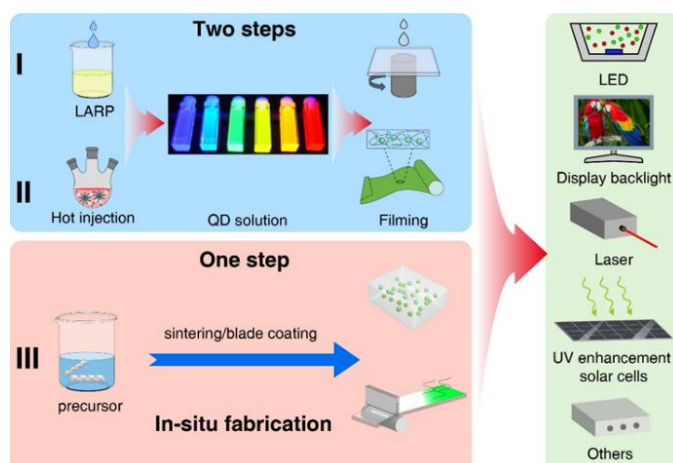 Two steps
I
LARP
II
Hot injection
QD solution
Filming
One step
III
precursor
sintering/blade coating
In-situ fabrication
LED
Display backlight
Laser
UV enhancement
solar cells
Others